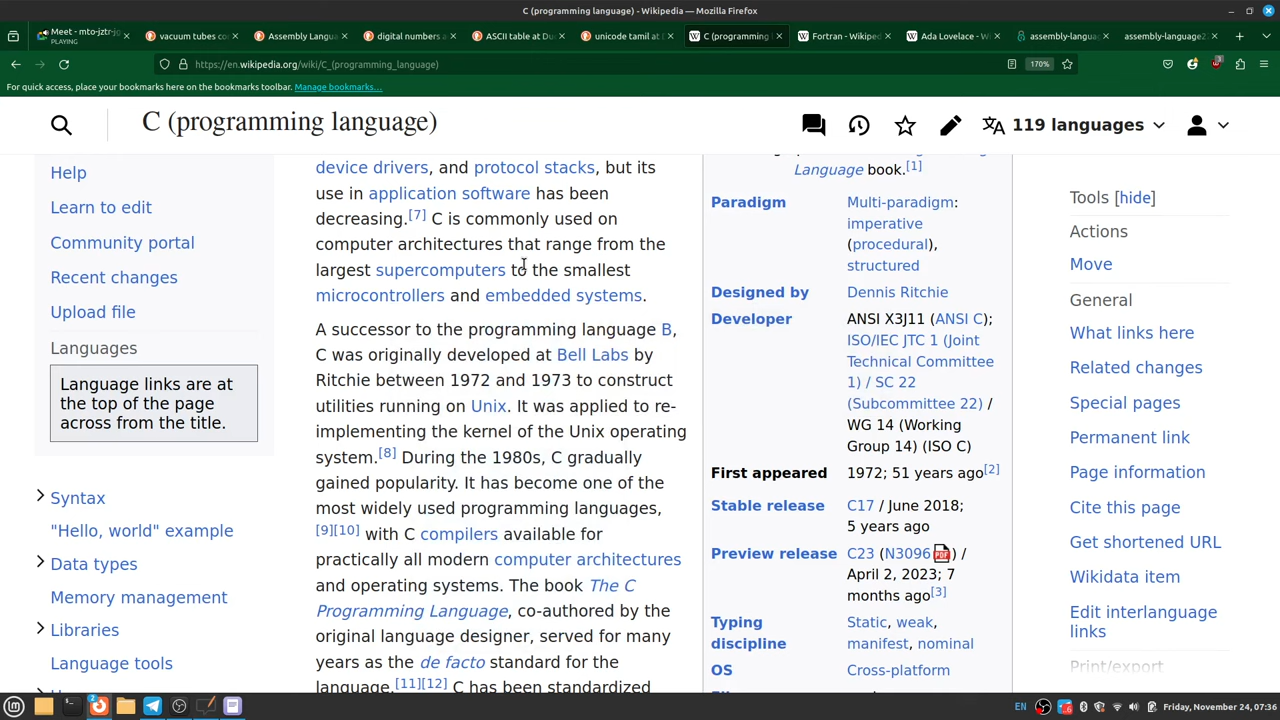 C (programming language) — Wikipedia — Mozilla Firefox
Meet - mto-jztr-jg
PLAYING
vacuum tubes co
Assembly Langua
digital numbers a
ASCII table at Du
unicode tamil at D
C (programming l
Fortran - Wikiped
Ada Lovelace - Wi
assembly-languag
assembly-language2
https://en.wikipedia.org/wiki/C_(programming_language)
170%
For quick access, place your bookmarks here on the bookmarks toolbar. Manage bookmarks...
C (programming language)
119 languages
Help
Learn to edit
Community portal
Recent changes
Upload file
Languages
Language links are at
the top of the page
across from the title.
Syntax
"Hello, world" example
Data types
Memory management
Libraries
Language tools
device drivers, and protocol stacks, but its
use in application software has been
decreasing.[7] C is commonly used on
computer architectures that range from the
largest supercomputers to the smallest
microcontrollers and embedded systems.
A successor to the programming language B,
C was originally developed at Bell Labs by
Ritchie between 1972 and 1973 to construct
utilities running on Unix. It was applied to re-
implementing the kernel of the Unix operating
system.[8] During the 1980s, C gradually
gained popularity. It has become one of the
most widely used programming languages,
[9][10] with C compilers available for
practically all modern computer architectures
and operating systems. The book The C
Programming Language, co-authored by the
original language designer, served for many
years as the de facto standard for the
language.[11][12] C has been standardized
Language book.[1]
Paradigm Multi-paradigm:
imperative
(procedural),
structured
Designed by Dennis Ritchie
Developer ANSI X3J11 (ANSI C);
ISO/IEC JTC 1 (Joint
Technical Committee
1) / SC 22
(Subcommittee 22) /
WG 14 (Working
Group 14) (ISO C)
First appeared 1972; 51 years ago[2]
Stable release C17 / June 2018;
5 years ago
Preview release C23 (N3096 PDF) /
April 2, 2023; 7
months ago[3]
Typing Static, weak,
discipline manifest, nominal
OS Cross-platform
Tools [hide]
Actions
Move
General
What links here
Related changes
Special pages
Permanent link
Page information
Cite this page
Get shortened URL
Wikidata item
Edit interlanguage
links
Print/export
EN
Friday, November 24, 07:36